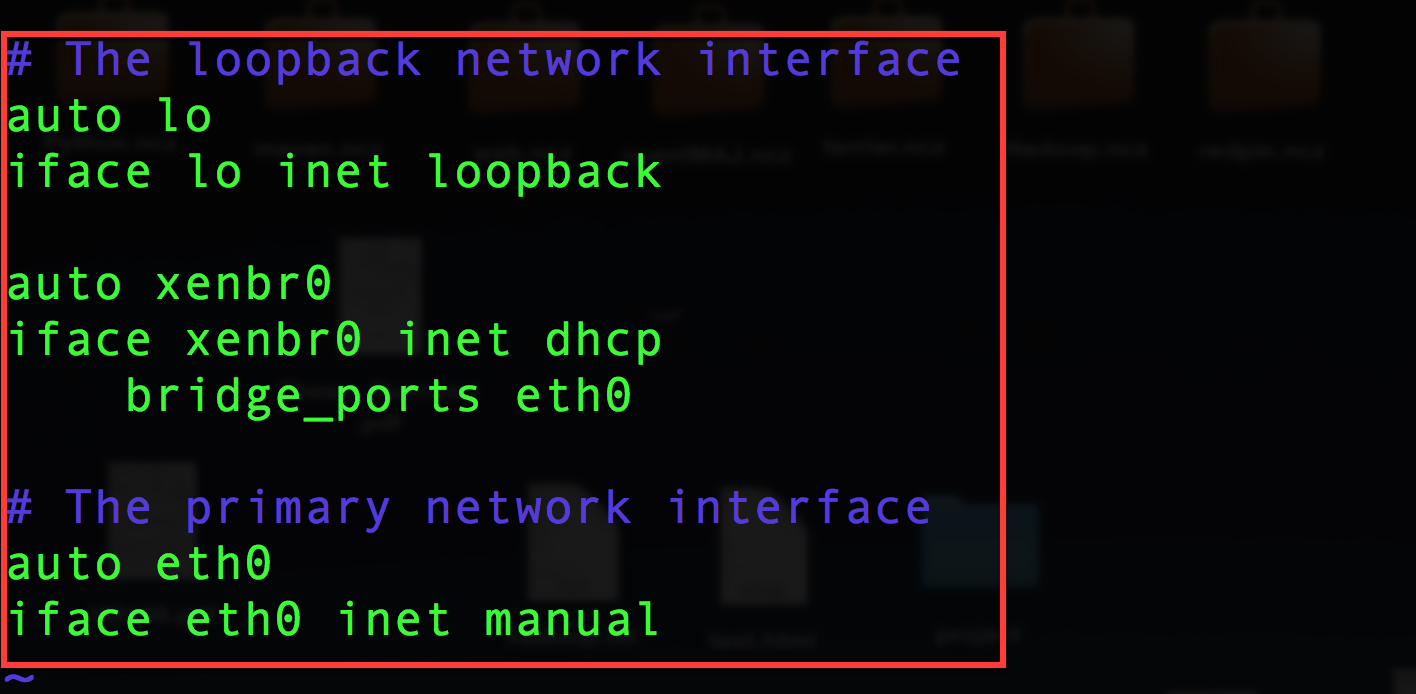 # The loopback network interface
auto lo
iface lo inet loopback
auto xenbr0
iface xenbr0 inet dhcp
    bridge_ports eth0
# The primary network interface
auto eth0
iface eth0 inet manual
~